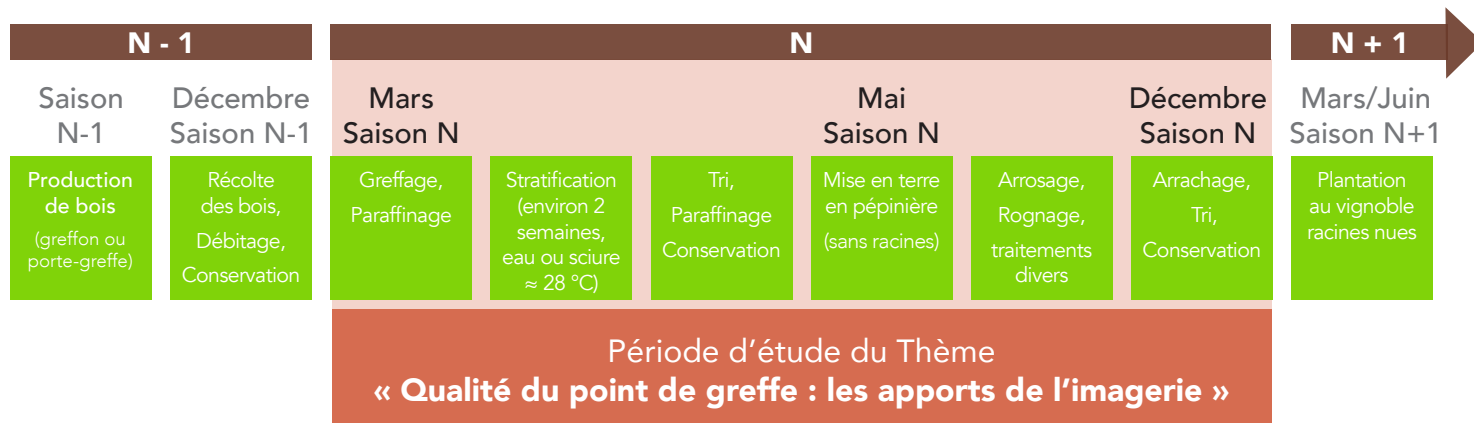 N - 1
N
N + 1
Saison
N-1
Décembre
Saison N-1
Mars
Saison N
Mai
Saison N
Décembre
Saison N
Mars/Juin
Saison N+1
Production
de bois
(greffon ou
porte-greffe)
Récolte
des bois,
Débitage,
Conservation
Greffage,
Paraffinage
Stratification
(environ 2
semaines,
eau ou sciure
≈ 28 °C)
Tri,
Paraffinage
Conservation
Mise en terre
en pépinière
(sans racines)
Arrosage,
Rognage,
traitements
divers
Arrachage,
Tri,
Conservation
Plantation
au vignoble
racines nues
Période d’étude du Thème
« Qualité du point de greffe : les apports de l’imagerie »